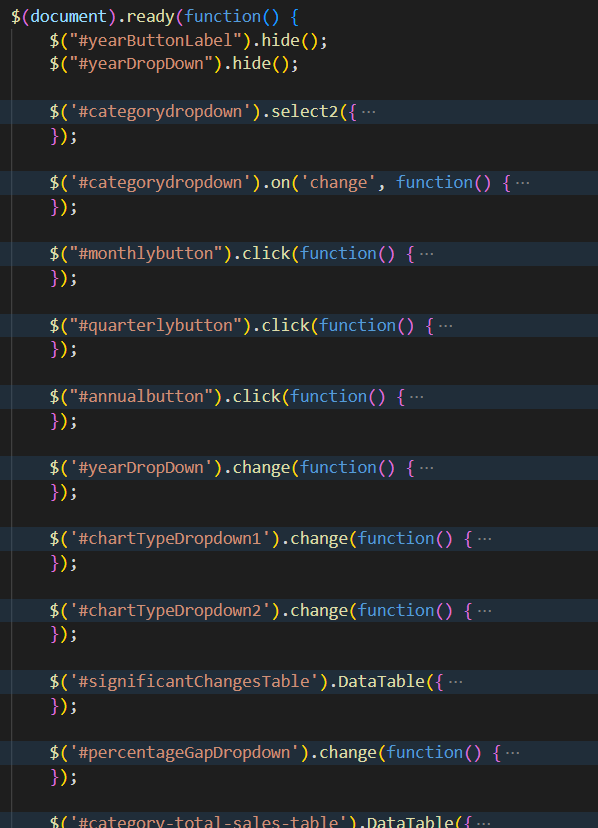 $(document).ready(function() {
    $("#yearButtonLabel").hide();
    $("#yearDropDown").hide();

    $('#categorydropdown').select2({ ···
    });

    $('#categorydropdown').on('change', function() { ···
    });

    $("#monthlybutton").click(function() { ···
    });

    $("#quarterlybutton").click(function() { ···
    });

    $("#annualbutton").click(function() { ···
    });

    $('#yearDropDown').change(function() { ···
    });

    $('#chartTypeDropdown1').change(function() { ···
    });

    $('#chartTypeDropdown2').change(function() { ···
    });

    $('#significantChangesTable').DataTable({ ···
    });

    $('#percentageGapDropdown').change(function() { ···
    });

    $('#category-total-sales-table').DataTable({ ···